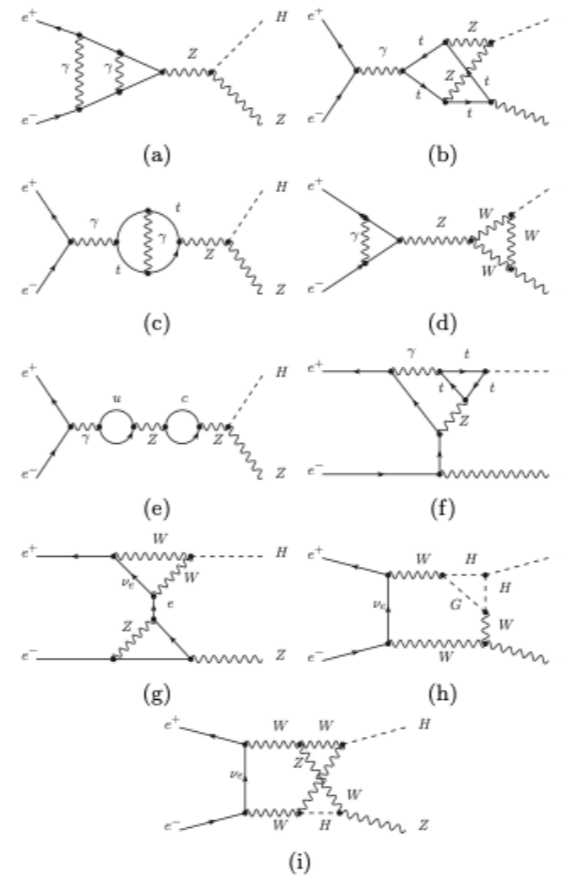 e⁺
H
Z
γ
γ
e⁻
Z
(a)
e⁺
Z
γ
t
Z
t
t
t
e⁻
(b)
e⁺
H
t
γ
γ
Z
t
e⁻
Z
(c)
e⁺
W
Z
W
γ
W
e⁻
(d)
e⁺
H
u
c
γ
Z
Z
e⁻
Z
(e)
γ
t
e⁺
t
t
Z
e⁻
(f)
W
e⁺
H
W
νₑ
e
Z
e⁻
Z
(g)
e⁺
W
H
H
G
νₑ
W
W
e⁻
(h)
e⁺
W
W
H
Z
νₑ
W
W
H
e⁻
Z
(i)